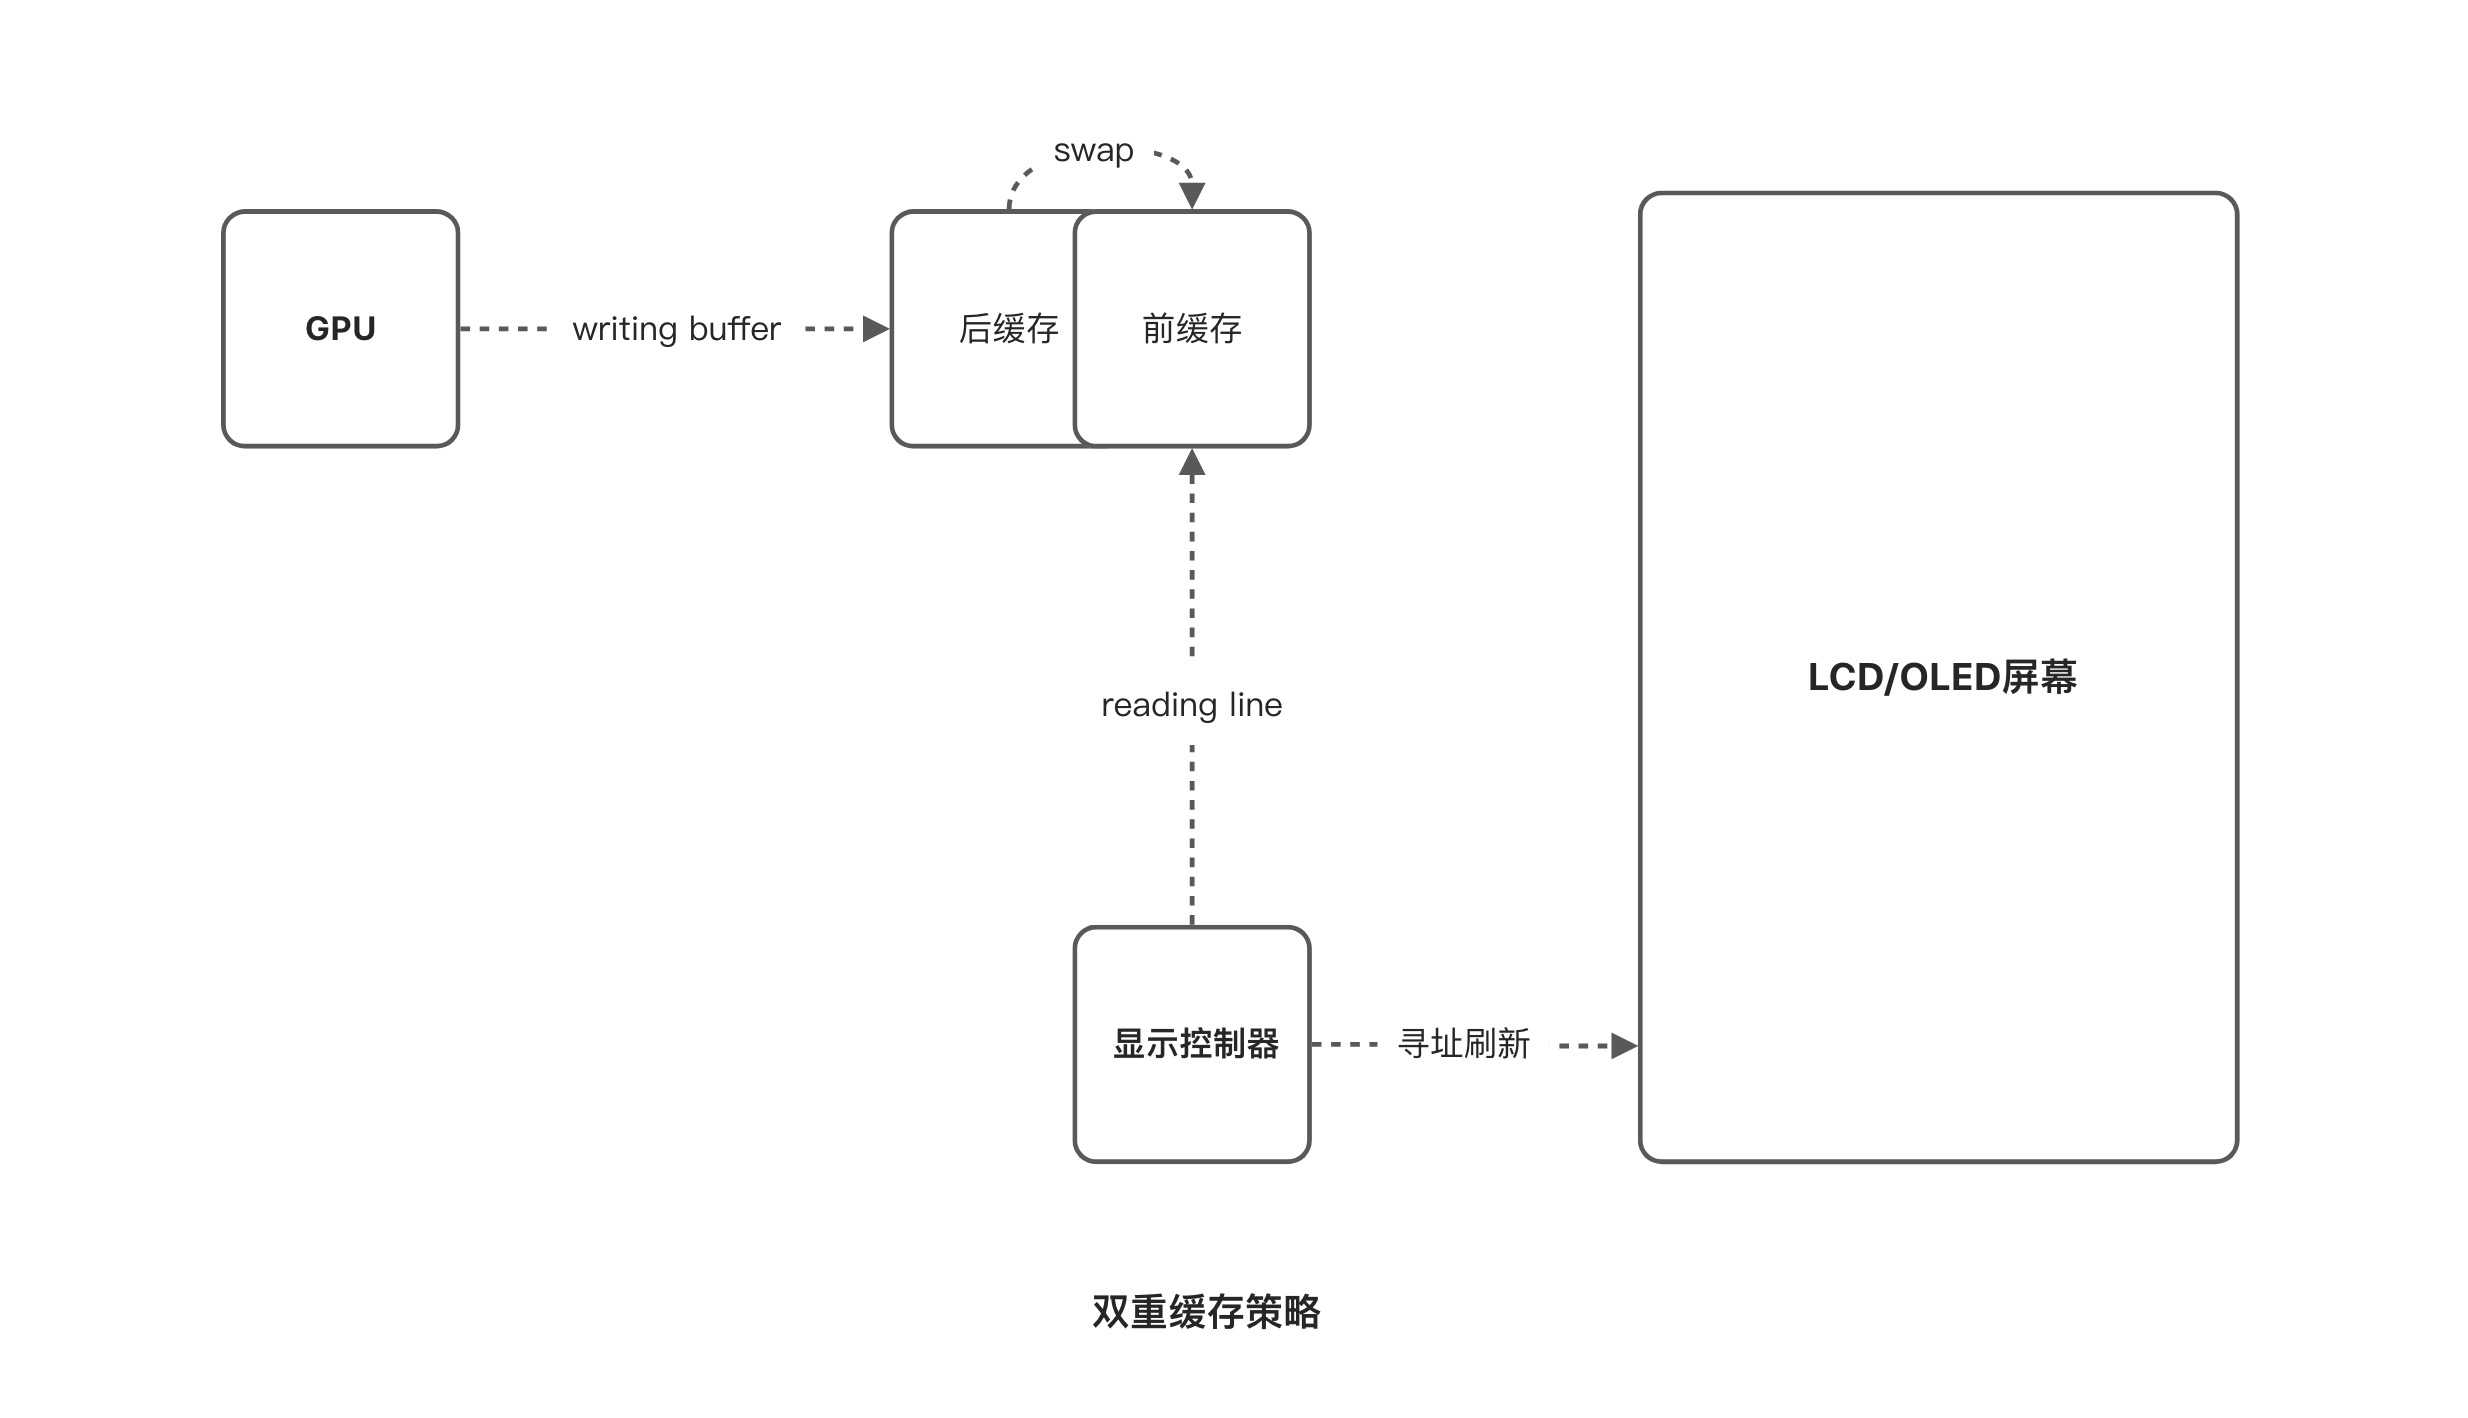 swap
GPU
writing buffer
后缓存
前缓存
LCD/OLED屏幕
reading line
显示控制器
寻址刷新
双重缓存策略